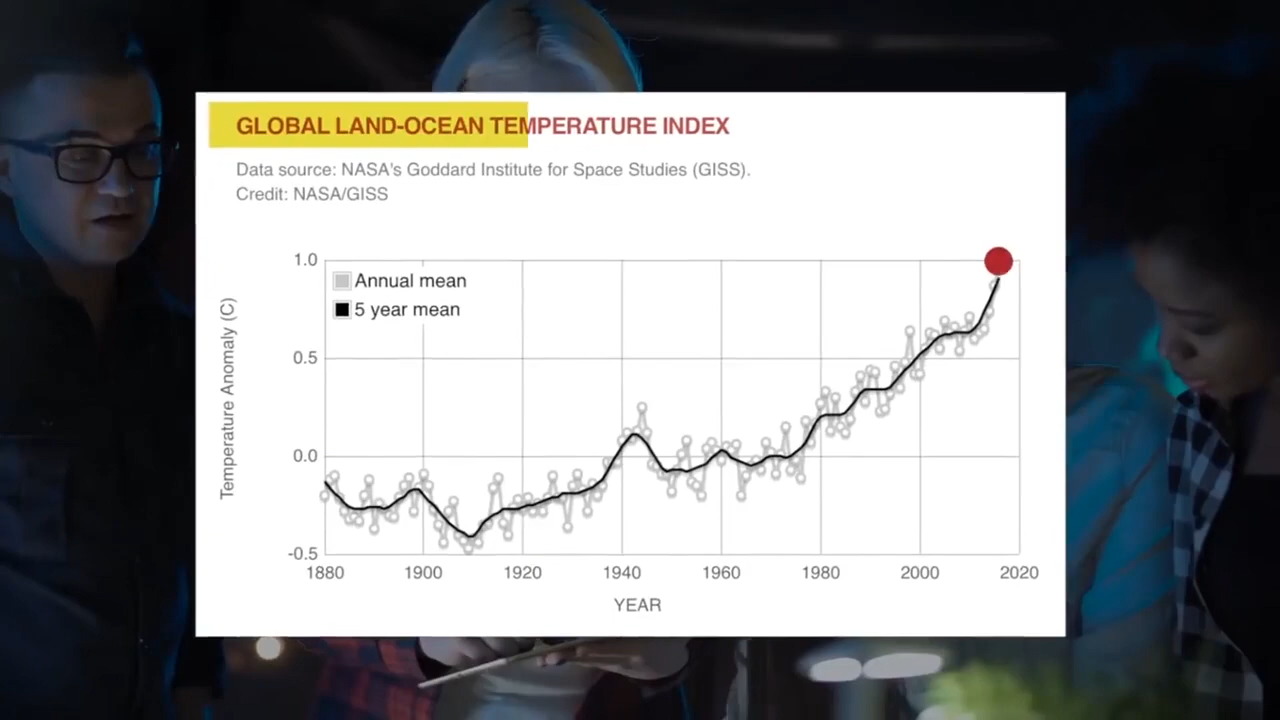 GLOBAL LAND-OCEAN TEMPERATURE INDEX
Data source: NASA's Goddard Institute for Space Studies (GISS).
Credit: NASA/GISS
Temperature Anomaly (C)
1.0
0.5
0.0
-0.5
Annual mean
5 year mean
1880 1900 1920 1940 1960 1980 2000 2020
YEAR